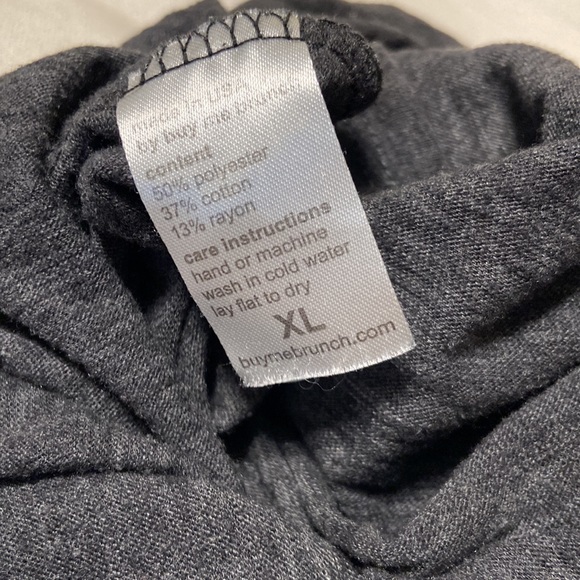 made in USA
by buy me brunch
content
50% polyester
37% cotton
13% rayon
care instructions
hand or machine
wash in cold water
lay flat to dry
XL
buymebrunch.com